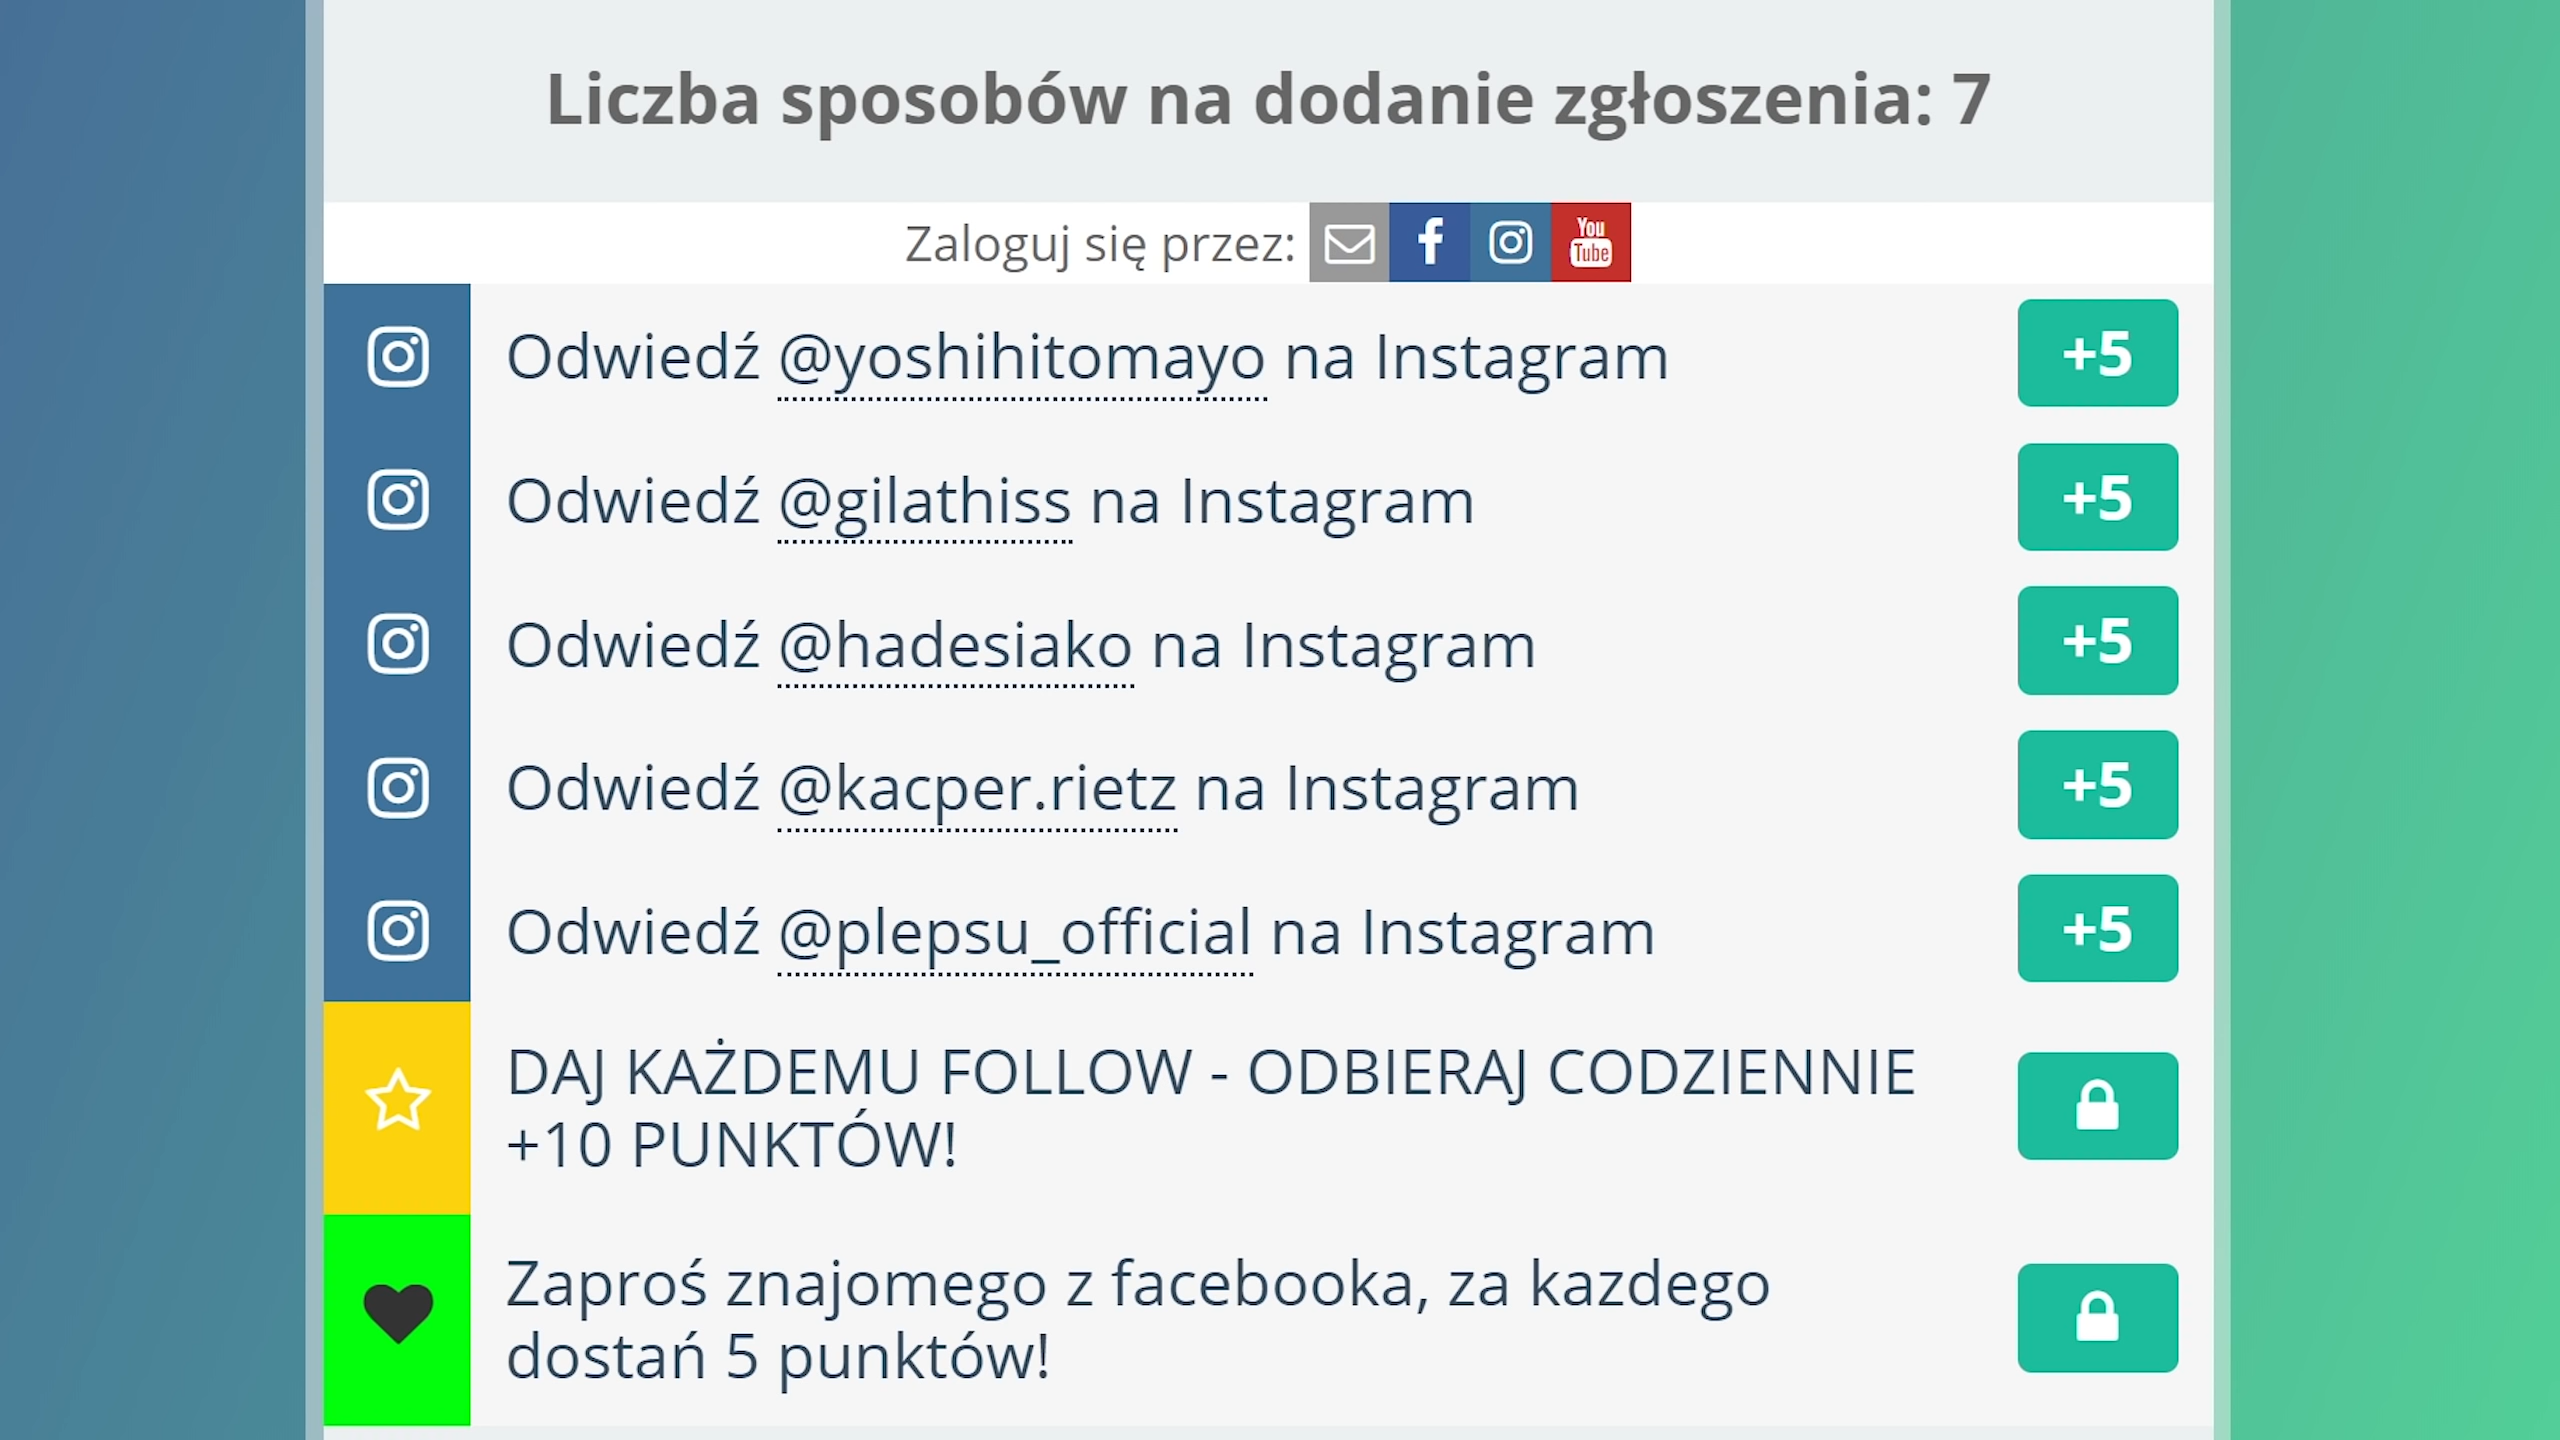 Liczba sposobów na dodanie zgłoszenia: 7
Zaloguj się przez: You Tube
Odwiedź @yoshihitomayo na Instagram +5
Odwiedź @gilathiss na Instagram +5
Odwiedź @hadesiako na Instagram +5
Odwiedź @kacper.rietz na Instagram +5
Odwiedź @plepsu_official na Instagram +5
DAJ KAŻDEMU FOLLOW - ODBIERAJ CODZIENNIE
+10 PUNKTÓW!
Zaproś znajomego z facebooka, za kazdego
dostań 5 punktów!